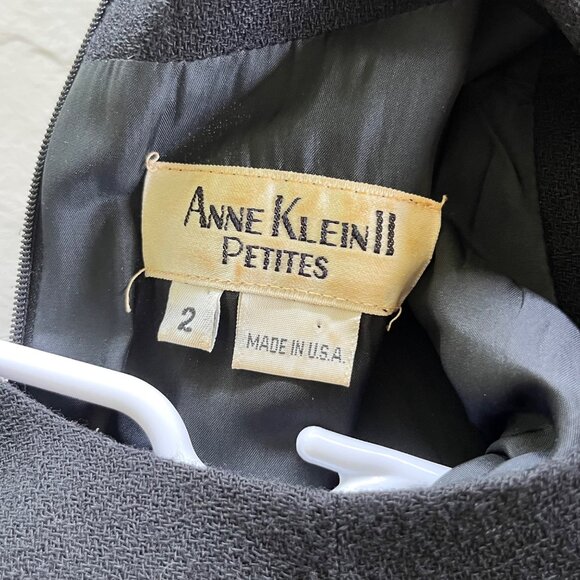 ANNE KLEIN II
PETITES
2
MADE IN U.S.A.